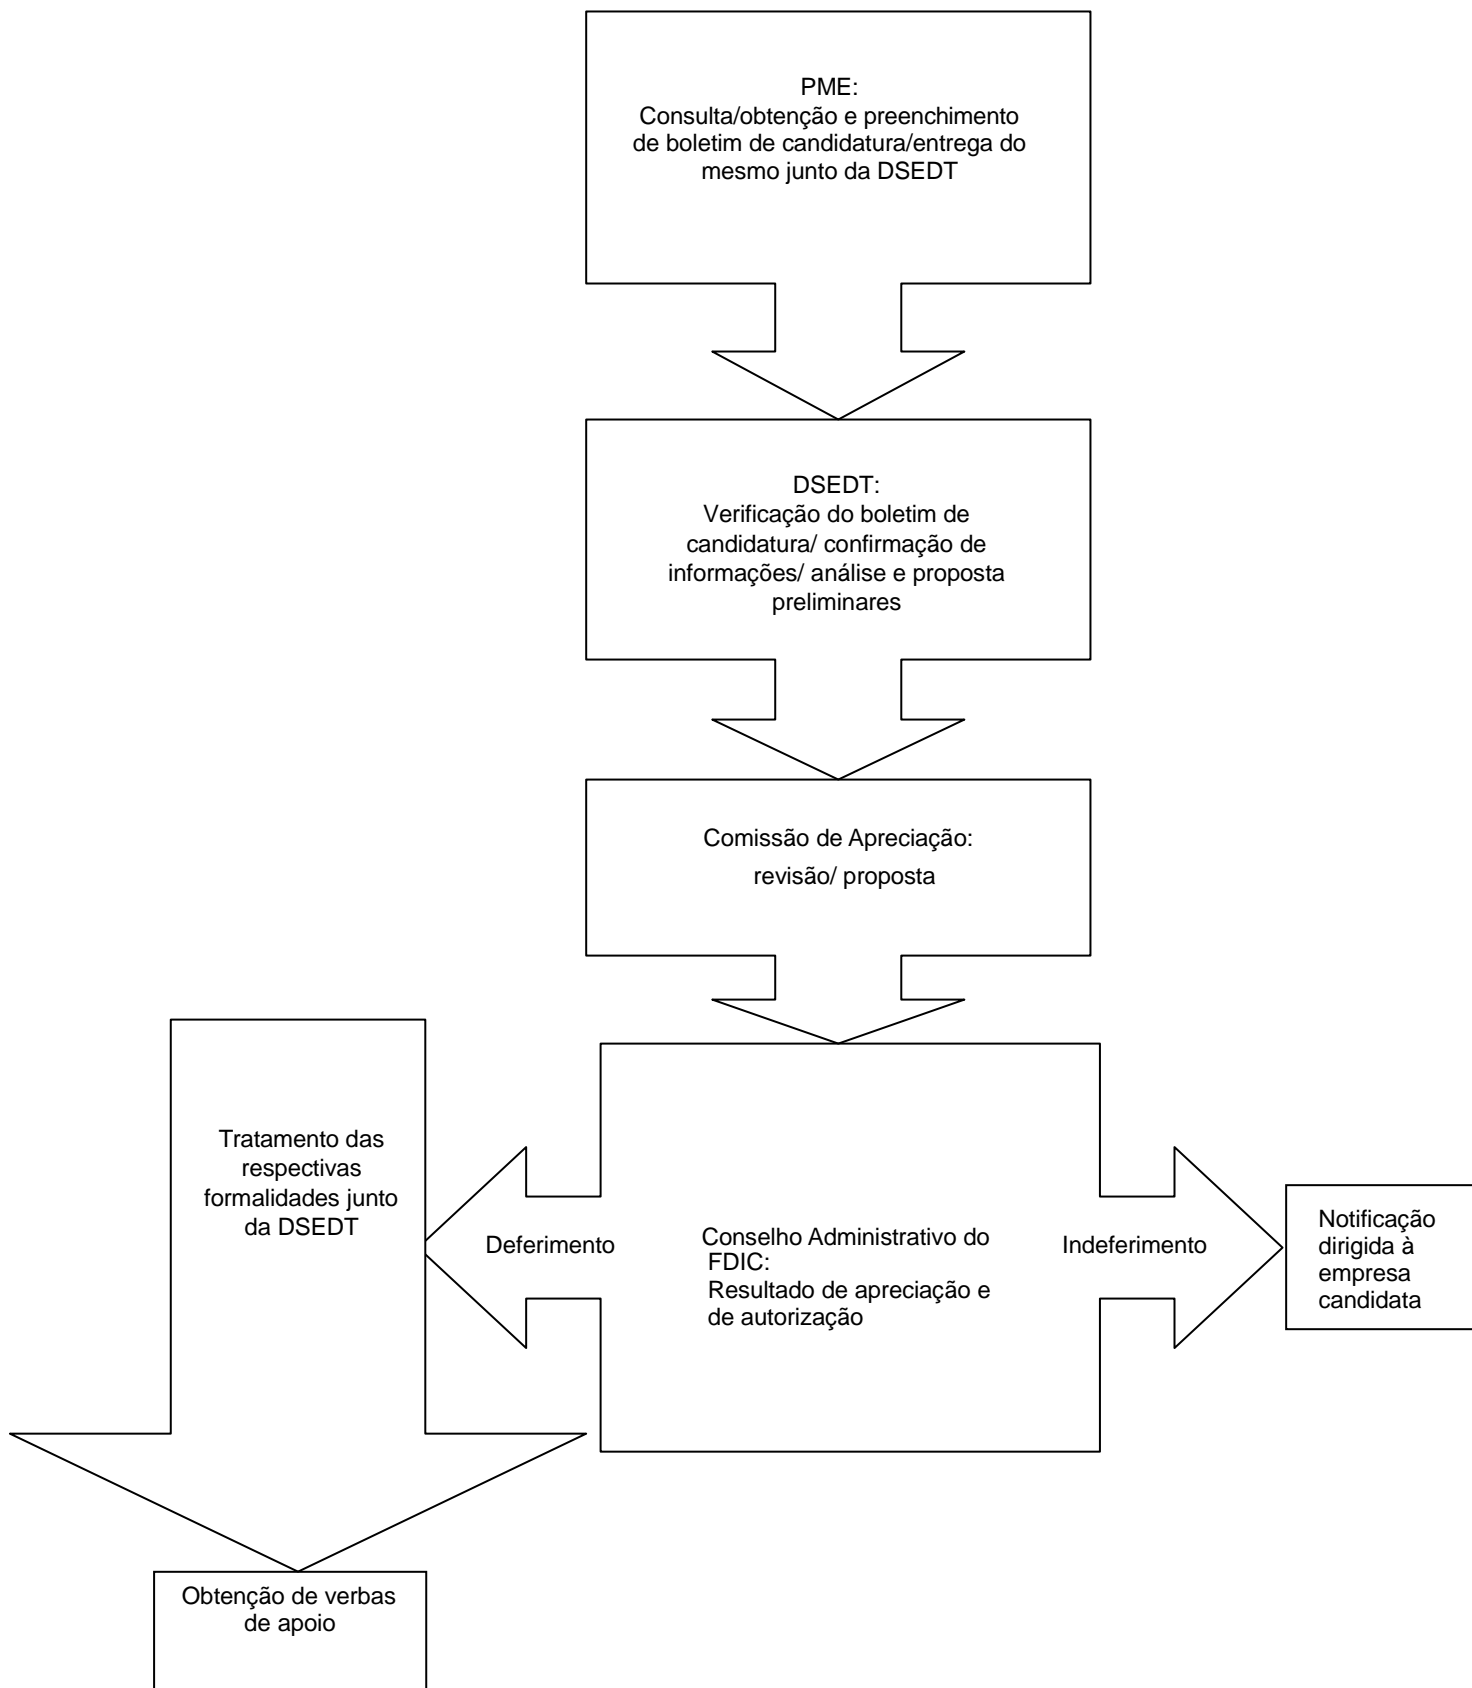 PME:
Consulta/obtenção e preenchimento
de boletim de candidatura/entrega do
mesmo junto da DSEDT
DSEDT:
Verificação do boletim de
candidatura/ confirmação de
informações/ análise e proposta
preliminares
Comissão de Apreciação:
revisão/ proposta
Tratamento das
respectivas
formalidades junto
da DSEDT
Deferimento
Conselho Administrativo do
FDIC:
Resultado de apreciação e
de autorização
Indeferimento
Notificação
dirigida à
empresa
candidata
Obtenção de verbas
de apoio